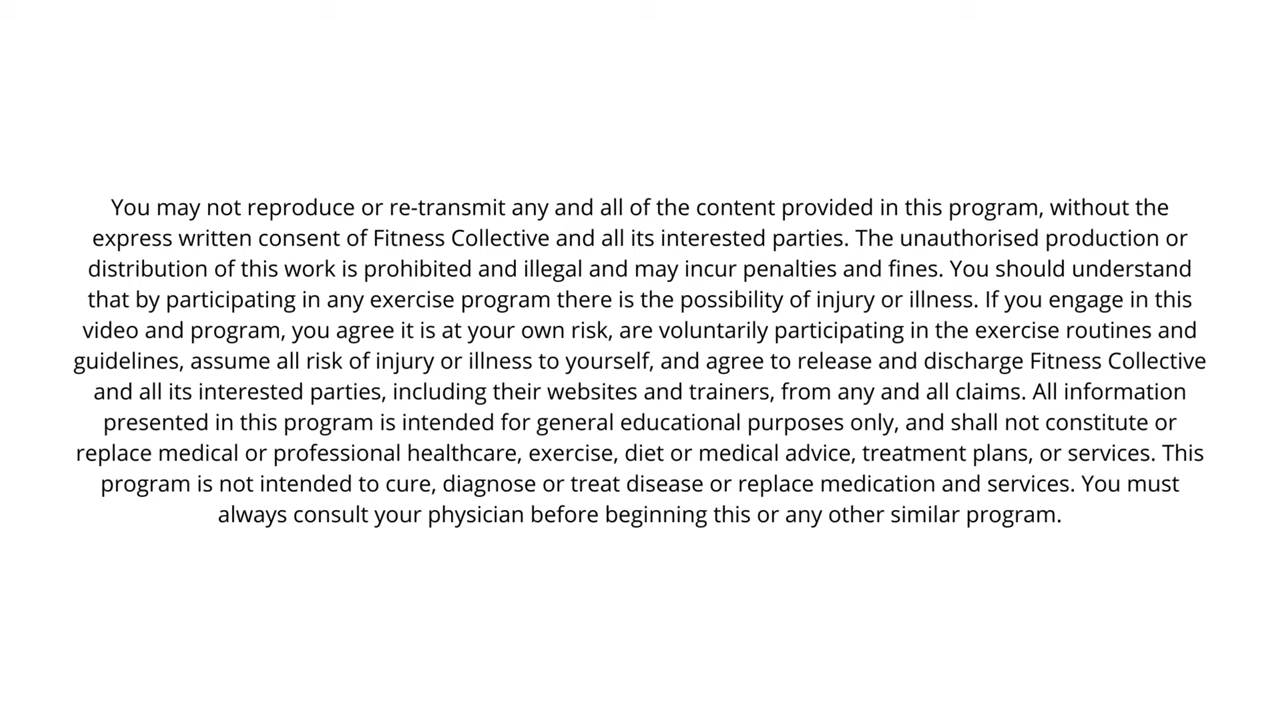 You may not reproduce or re-transmit any and all of the content provided in this program, without the
express written consent of Fitness Collective and all its interested parties. The unauthorised production or
distribution of this work is prohibited and illegal and may incur penalties and fines. You should understand
that by participating in any exercise program there is the possibility of injury or illness. If you engage in this
video and program, you agree it is at your own risk, are voluntarily participating in the exercise routines and
guidelines, assume all risk of injury or illness to yourself, and agree to release and discharge Fitness Collective
and all its interested parties, including their websites and trainers, from any and all claims. All information
presented in this program is intended for general educational purposes only, and shall not constitute or
replace medical or professional healthcare, exercise, diet or medical advice, treatment plans, or services. This
program is not intended to cure, diagnose or treat disease or replace medication and services. You must
always consult your physician before beginning this or any other similar program.